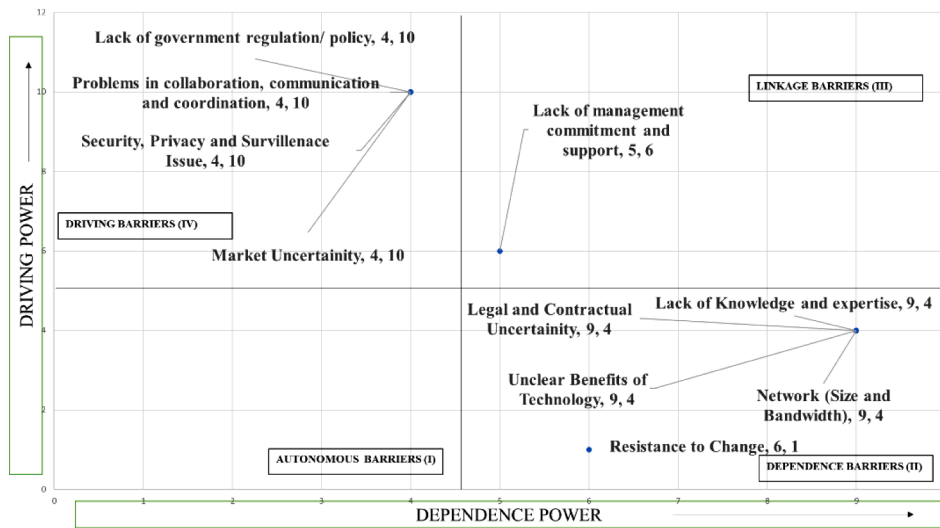 12
Lack of government regulation/ policy, 4, 10
10
Problems in collaboration, communication
and coordination, 4, 10
LINKAGE BARRIERS (III)
Lack of management
commitment and
support, 5, 6
Security, Privacy and Survillenace
Issue, 4, 10
8
DRIVING POWER
DRIVING BARRIERS (IV)
Market Uncertainity, 4, 10
6
Legal and Contractual
Uncertainity, 9, 4
Lack of Knowledge and expertise, 9, 4
4
Unclear Benefits of
Technology, 9, 4
Network (Size and
Bandwidth), 9, 4
2
Resistance to Change, 6, 1
AUTONOMOUS BARRIERS (I)
DEPENDENCE BARRIERS (II)
0
0 1 2 3 4 5 6 7 8 9
DEPENDENCE POWER